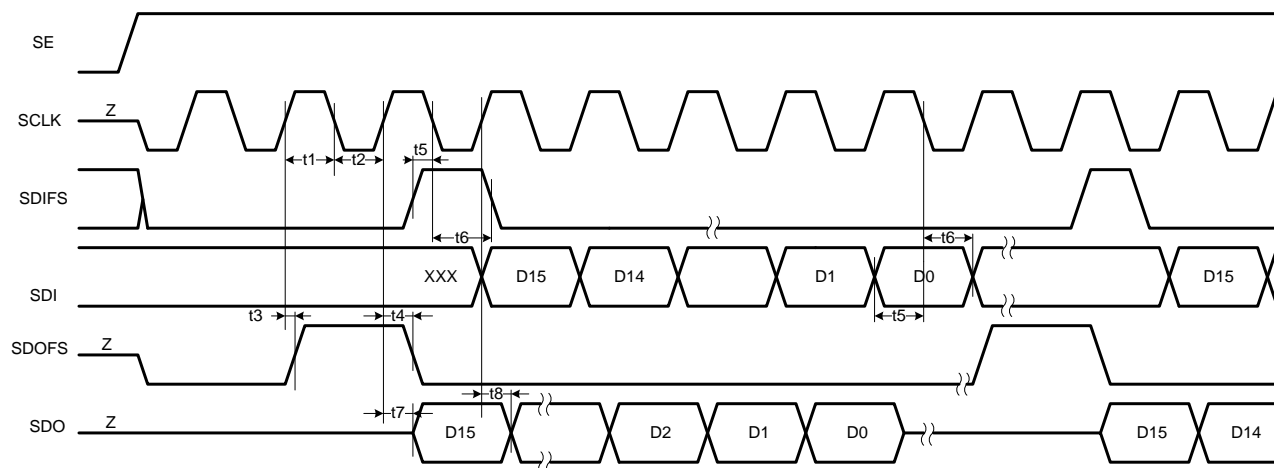 SE
SCLK Z
t1 t2 t5
SDIFS
t6 t6
SDI XXX D15 D14 D1 D0 D15
t3 t4 t5
SDOFS Z
t7 t8
SDO Z D15 D2 D1 D0 D15 D14